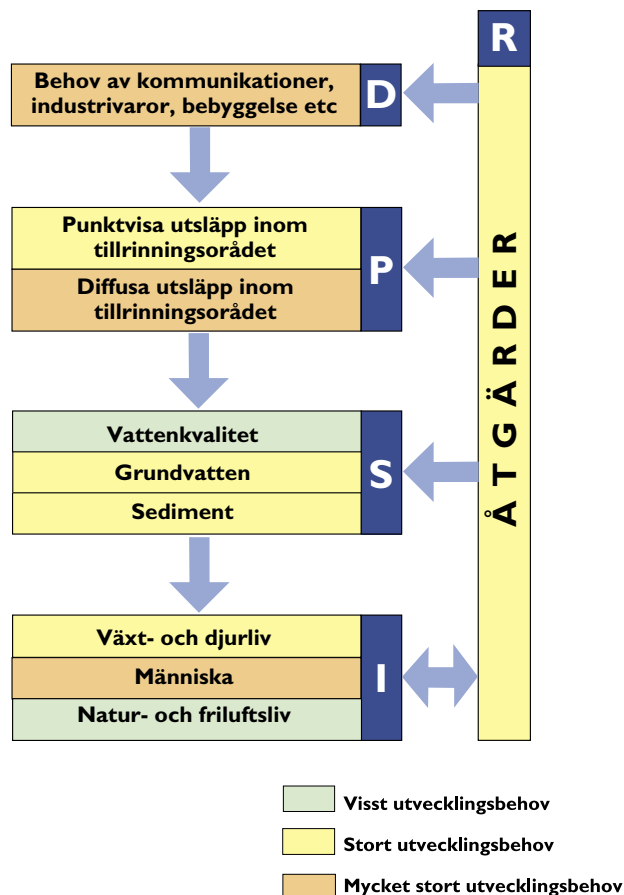 R
Behov av kommunikationer,
industrivaror, bebyggelse etc
D
Punktvisa utsläpp inom
tillrinningsorådet
Diffusa utsläpp inom
tillrinningsorådet
P
Vattenkvalitet
Grundvatten
Sediment
S
Växt- och djurliv
Människa
Natur- och friluftsliv
I
ÅTGÄRDER
Visst utvecklingsbehov
Stort utvecklingsbehov
Mycket stort utvecklingsbehov